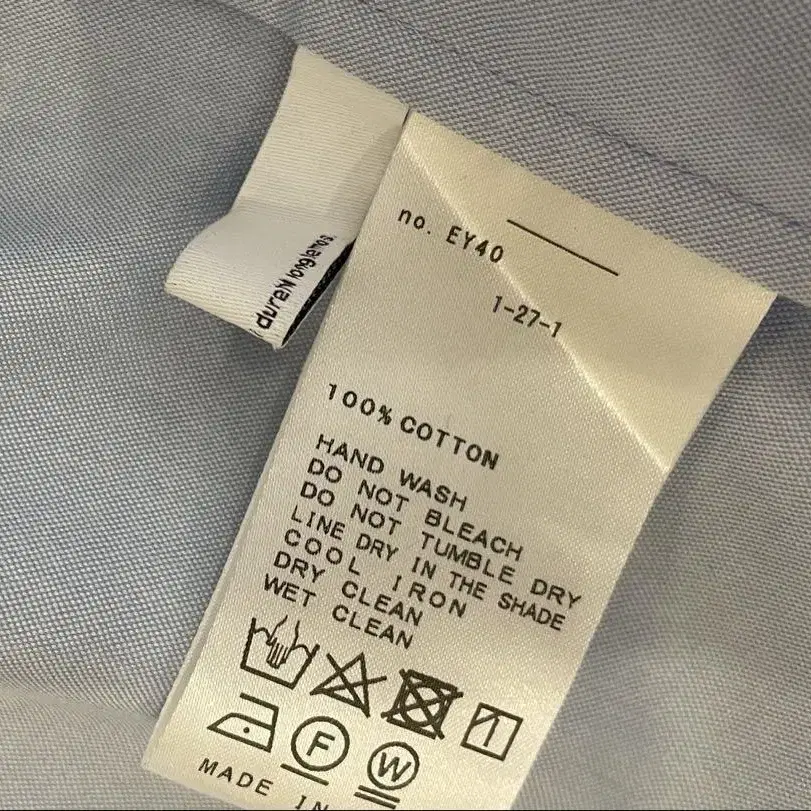 no. EY40
1-27-1
100% COTTON
HAND WASH
DO NOT BLEACH
DO NOT TUMBLE DRY
LINE DRY IN THE SHADE
COOL IRON
DRY CLEAN
WET CLEAN
F
W
MADE IN